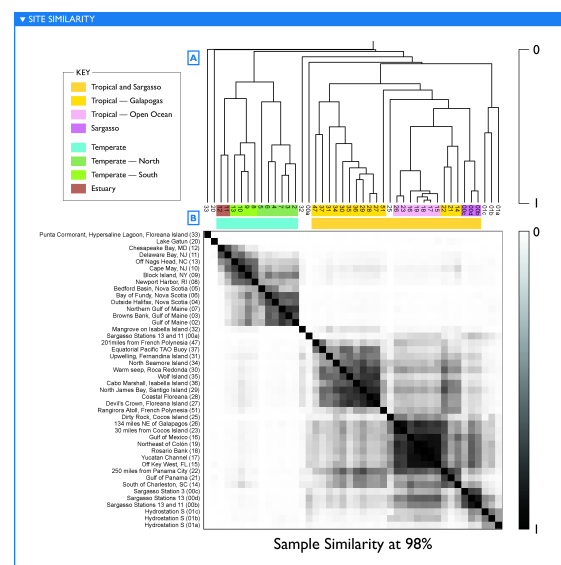 ▼ SITE SIMILARITY
A
0
KEY
Tropical and Sargasso
Tropical — Galapogas
Tropical — Open Ocean
Sargasso
Temperate
Temperate — North
Temperate — South
Estuary
I
B
0
Punta Cormorant, Hypersaline Lagoon, Floreana Island (33)
Lake Gatun (20)
Chesapeake Bay, MD (12)
Delaware Bay, NJ (11)
Off Nags Head, NC (13)
Cape May, NJ (10)
Block Island, NY (09)
Newport Harbor, RI (08)
Bedford Basin, Nova Scotia (05)
Bay of Fundy, Nova Scotia (06)
Outside Halifax, Nova Scotia (04)
Northern Gulf of Maine (07)
Browns Bank, Gulf of Maine (03)
Gulf of Maine (02)
Mangrove on Isabella Island (32)
Sargasso Stations 13 and 11 (00a)
201miles from French Polynesia (47)
Equatorial Pacific TAO Buoy (37)
Upwelling, Fernandina Island (31)
North Seamore Island (34)
Warm seep, Roca Redonda (30)
Wolf Island (35)
Cabo Marshall, Isabella Island (36)
North James Bay, Santigo Island (29)
Coastal Floreana (28)
Devil's Crown, Floreana Island (27)
Rangirora Atoll, French Polynesia (51)
Dirty Rock, Cocos Island (25)
134 miles NE of Galapagos (26)
30 miles from Cocos Island (23)
Gulf of Mexico (16)
Northeast of Colón (19)
Rosario Bank (18)
Yucatan Channel (17)
Off Key West, FL (15)
250 miles from Panama City (22)
Gulf of Panama (21)
South of Charleston, SC (14)
Sargasso Station 3 (00c)
Sargasso Stations 13 (00d)
Sargasso Stations 13 and 11 (00b)
Hydrostation S (01c)
Hydrostation S (01b)
Hydrostation S (01a)
I
Sample Similarity at 98%